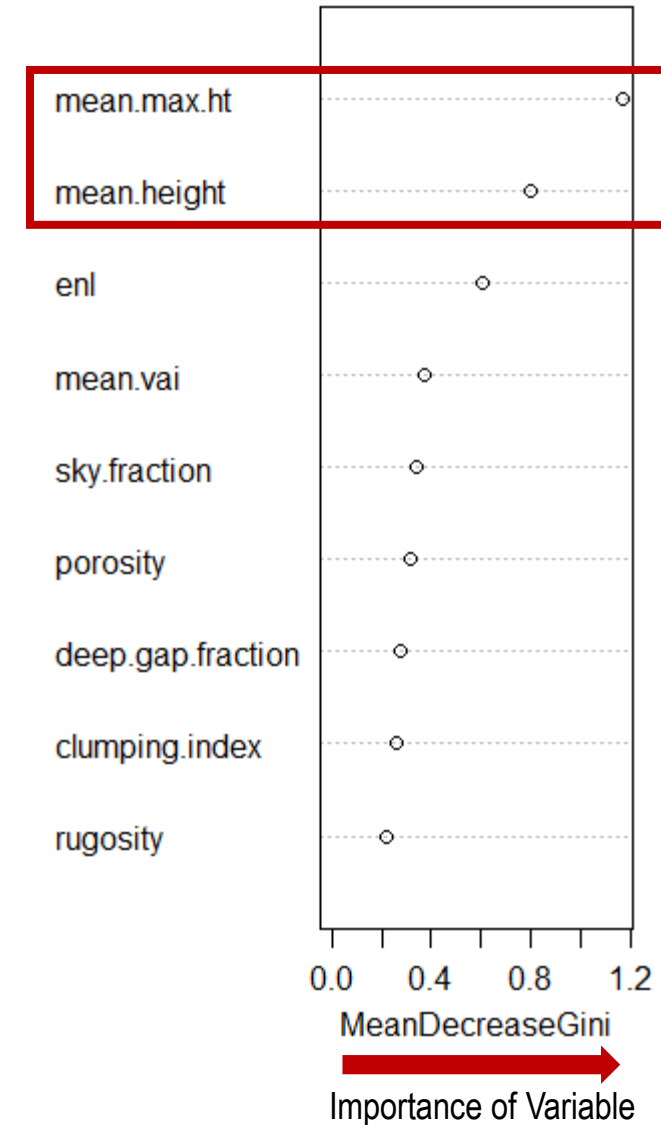 mean.max.ht
mean.height
enl
mean.vai
sky.fraction
porosity
deep.gap.fraction
clumping.index
rugosity
0.0 0.4 0.8 1.2
MeanDecreaseGini
Importance of Variable